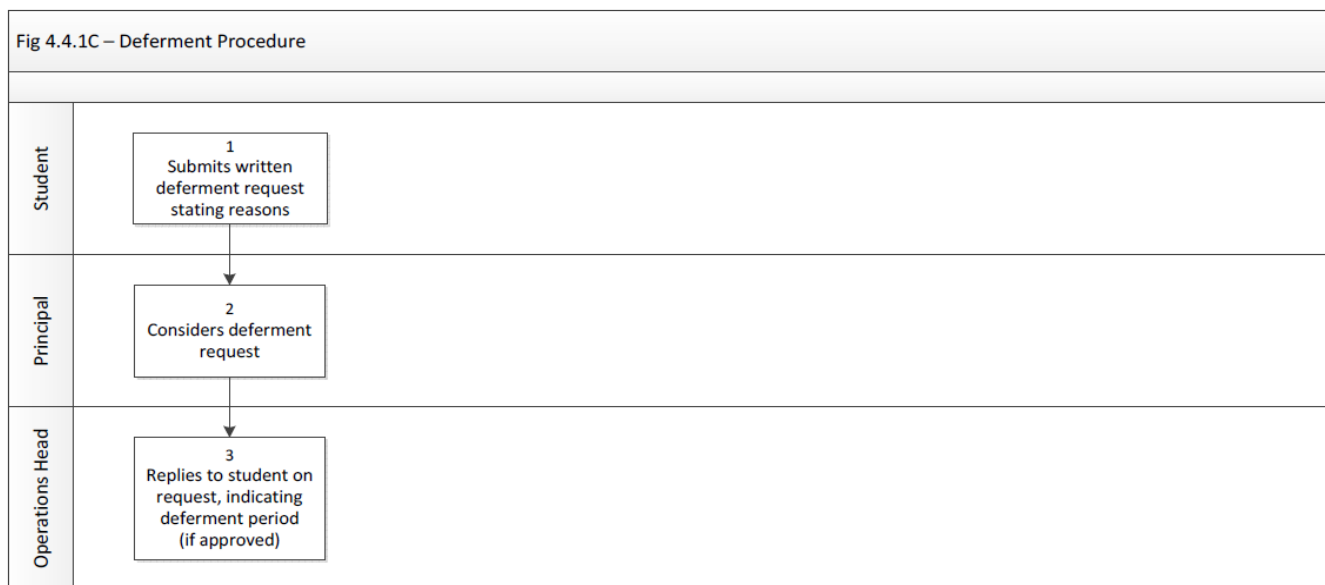 Fig 4.4.1C – Deferment Procedure
Student
1
Submits written
deferment request
stating reasons
Principal
2
Considers deferment
request
Operations Head
3
Replies to student on
request, indicating
deferment period
(if approved)